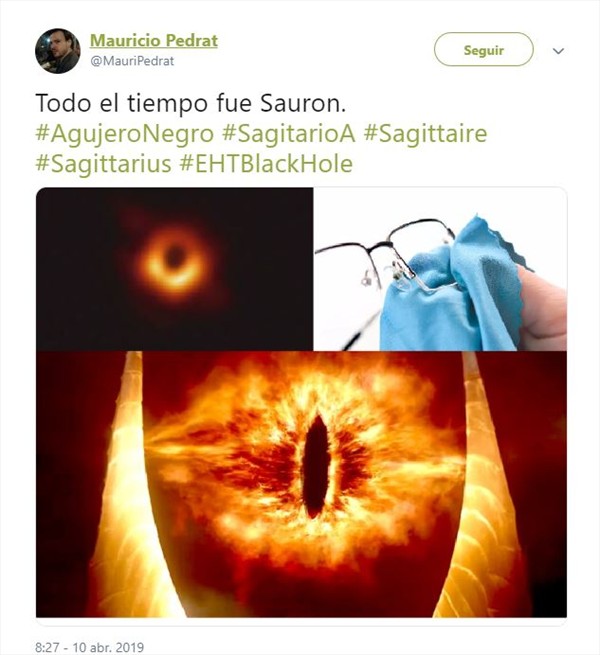 Mauricio Pedrat
@MauriPedrat
Seguir
Todo el tiempo fue Sauron.
#AgujeroNegro #SagitarioA #Sagittaire
#Sagittarius #EHTBlackHole
8:27 - 10 abr. 2019